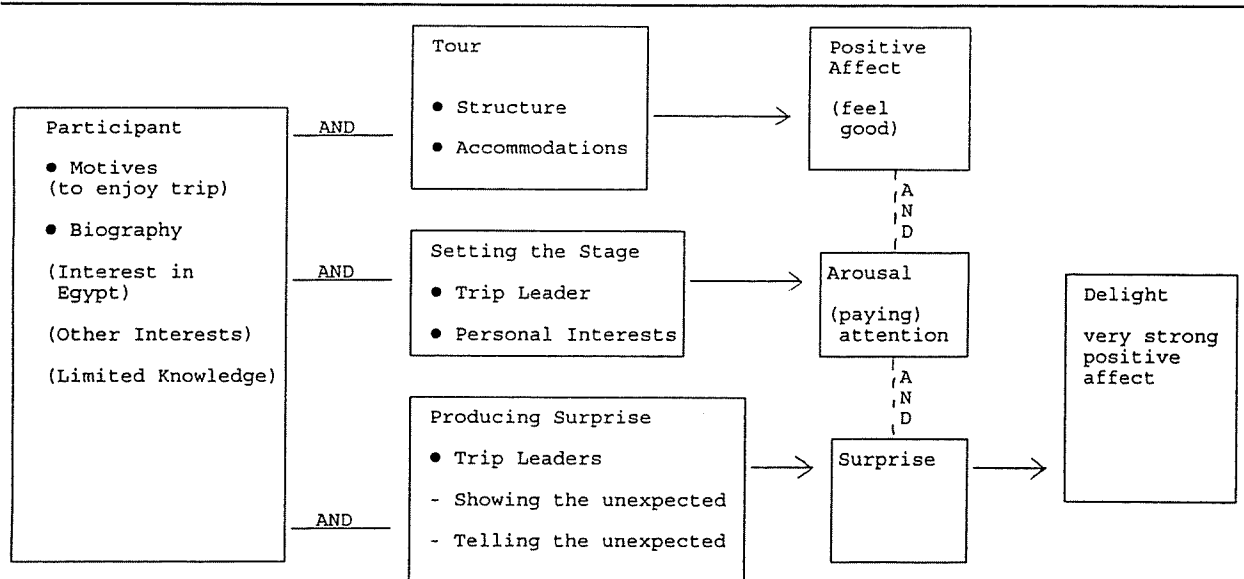 Participant
● Motives
(to enjoy trip)
● Biography
(Interest in
Egypt)
(Other Interests)
(Limited Knowledge)
AND
Tour
● Structure
● Accommodations
Positive
Affect
(feel
good)
AND
AND
Setting the Stage
● Trip Leader
● Personal Interests
Arousal
(paying)
attention
AND
AND
Producing Surprise
● Trip Leaders
- Showing the unexpected
- Telling the unexpected
Surprise
Delight
very strong
positive
affect